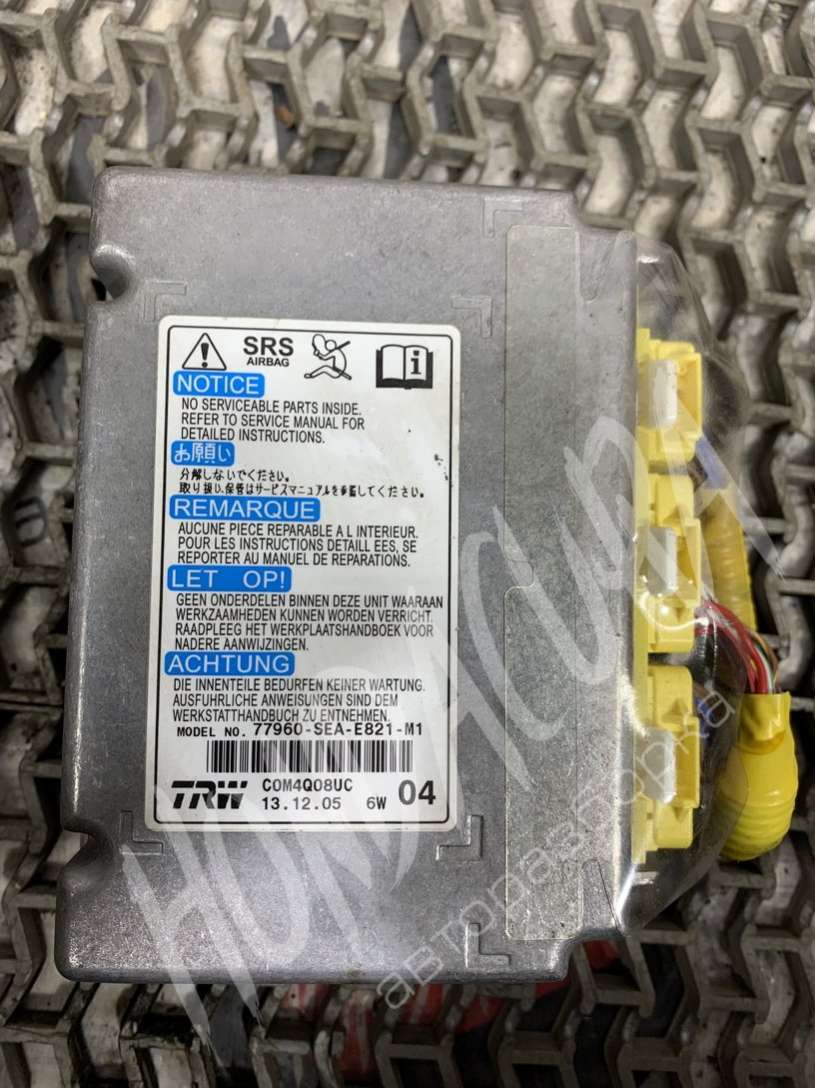 SRS
AIRBAG
NOTICE
NO SERVICEABLE PARTS INSIDE.
REFER TO SERVICE MANUAL FOR
DETAILED INSTRUCTIONS.
お願い
分解しないでください。
取り扱い、保管はサービスマニュアルを参照してください。
REMARQUE
AUCUNE PIECE REPARABLE A L INTERIEUR.
POUR LES INSTRUCTIONS DETAILL EES, SE
REPORTER AU MANUEL DE REPARATIONS.
LET OP!
GEEN ONDERDELEN BINNEN DEZE UNIT WAARAAN
WERKZAAMHEDEN KUNNEN WORDEN VERRICHT.
RAADPLEEG HET WERKPLAATSHANDBOEK VOOR
NADERE AANWIJZINGEN.
ACHTUNG
DIE INNENTEILE BEDURFEN KEINER WARTUNG.
AUSFUHRLICHE ANWEISUNGEN SIND DEM
WERKSTATTHANDBUCH ZU ENTNEHMEN.
MODEL NO. 77960-SEA-E821-M1
TRW COM4Q08UC
13.12.05 6W 04
HONDACURA
авторазборка